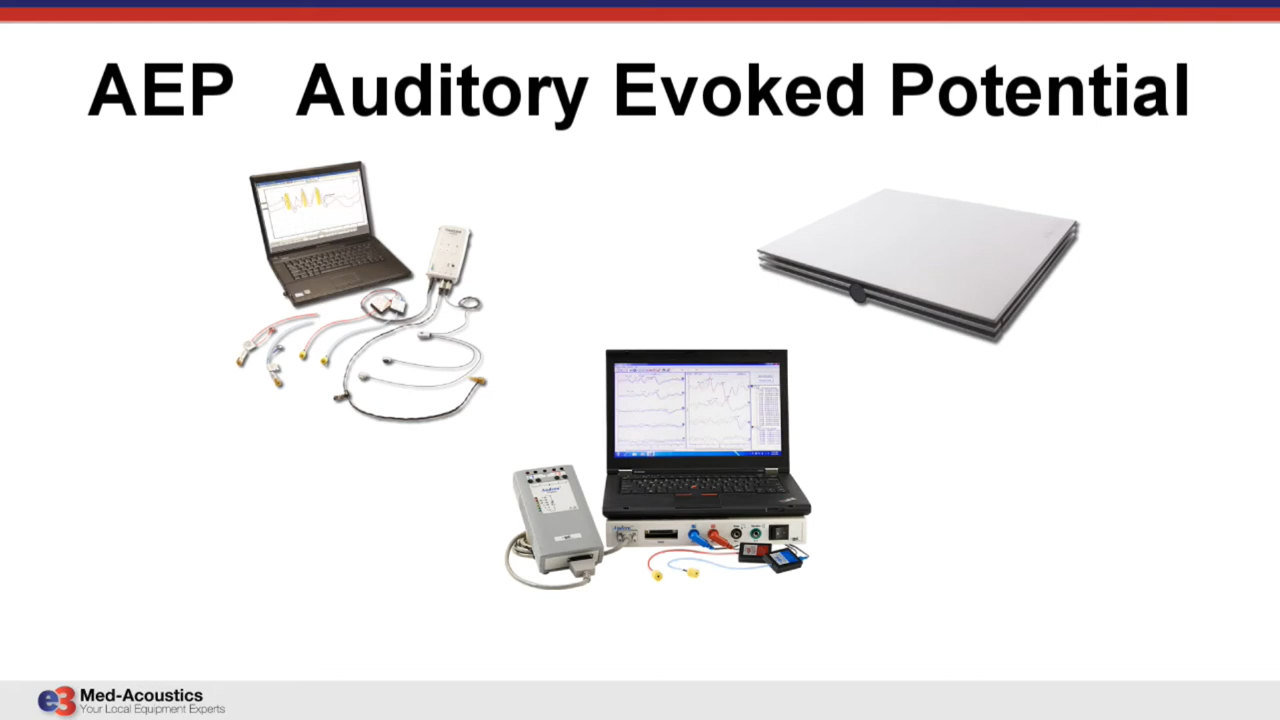 AEP Auditory Evoked Potential
e3 Med-Acoustics
Your Local Equipment Experts